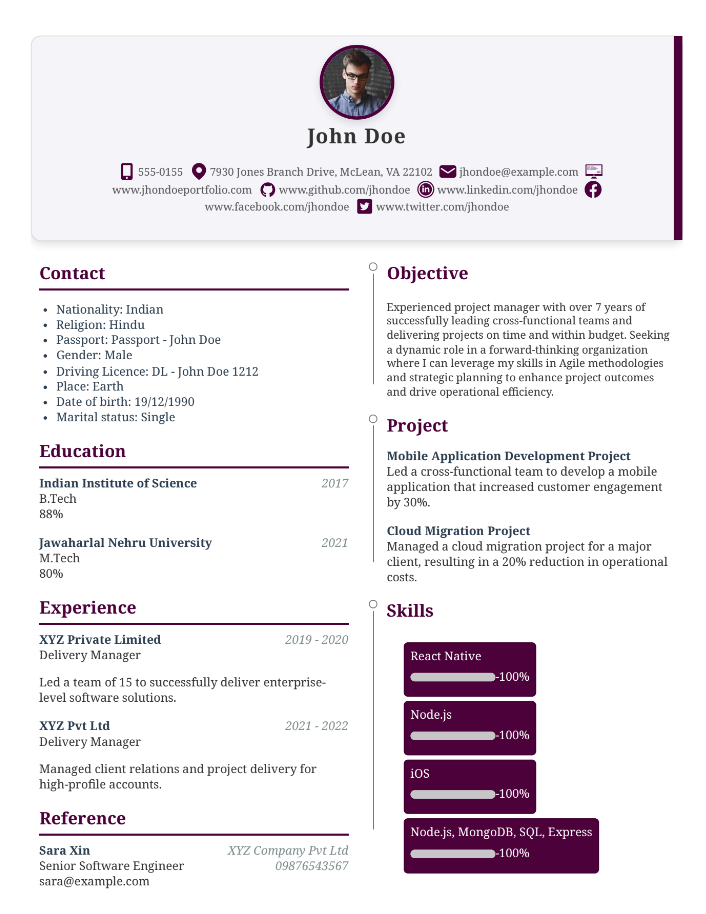 John Doe
555-0155 7930 Jones Branch Drive, McLean, VA 22102 jhondoe@example.com
www.jhondoeportfolio.com www.github.com/jhondoe www.linkedin.com/jhondoe
www.facebook.com/jhondoe www.twitter.com/jhondoe
Contact
• Nationality: Indian
• Religion: Hindu
• Passport: Passport - John Doe
• Gender: Male
• Driving Licence: DL - John Doe 1212
• Place: Earth
• Date of birth: 19/12/1990
• Marital status: Single
Education
Indian Institute of Science 2017
B.Tech
88%
Jawaharlal Nehru University 2021
M.Tech
80%
Experience
XYZ Private Limited 2019 - 2020
Delivery Manager
Led a team of 15 to successfully deliver enterprise-
level software solutions.
XYZ Pvt Ltd 2021 - 2022
Delivery Manager
Managed client relations and project delivery for
high-profile accounts.
Reference
Sara Xin XYZ Company Pvt Ltd
Senior Software Engineer 09876543567
sara@example.com
Objective
Experienced project manager with over 7 years of
successfully leading cross-functional teams and
delivering projects on time and within budget. Seeking
a dynamic role in a forward-thinking organization
where I can leverage my skills in Agile methodologies
and strategic planning to enhance project outcomes
and drive operational efficiency.
Project
Mobile Application Development Project
Led a cross-functional team to develop a mobile
application that increased customer engagement
by 30%.
Cloud Migration Project
Managed a cloud migration project for a major
client, resulting in a 20% reduction in operational
costs.
Skills
React Native
-100%
Node.js
-100%
iOS
-100%
Node.js, MongoDB, SQL, Express
-100%